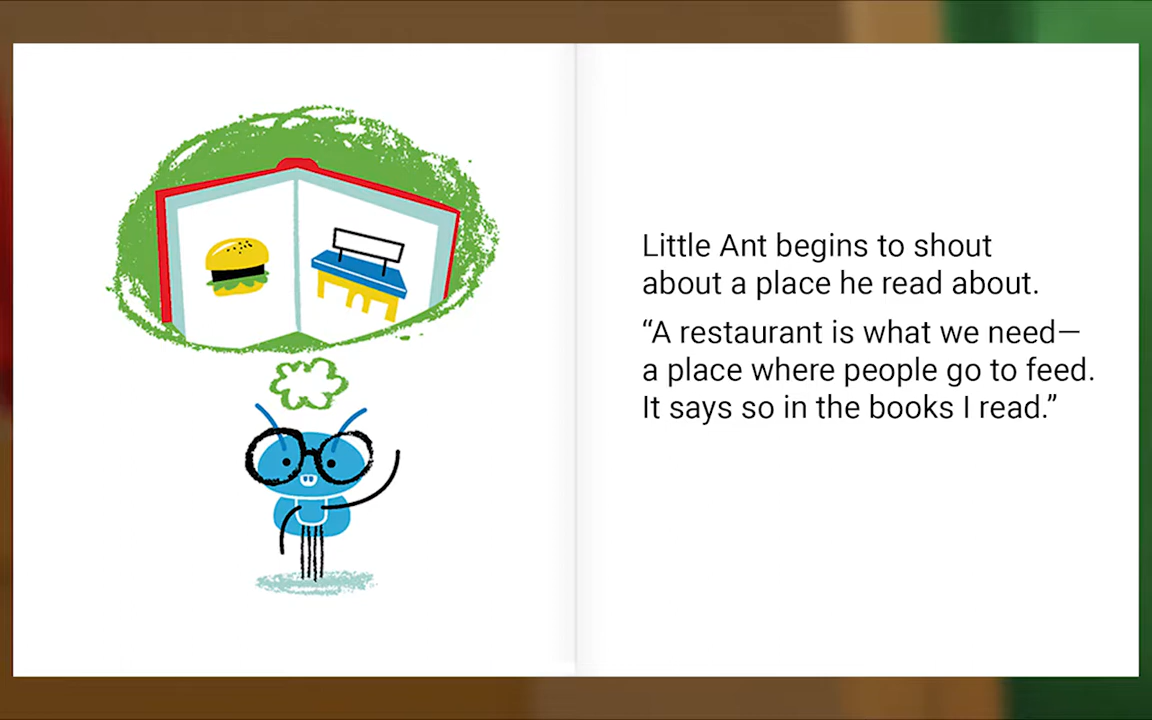 Little Ant begins to shout
about a place he read about.
“A restaurant is what we need—
a place where people go to feed.
It says so in the books I read.”